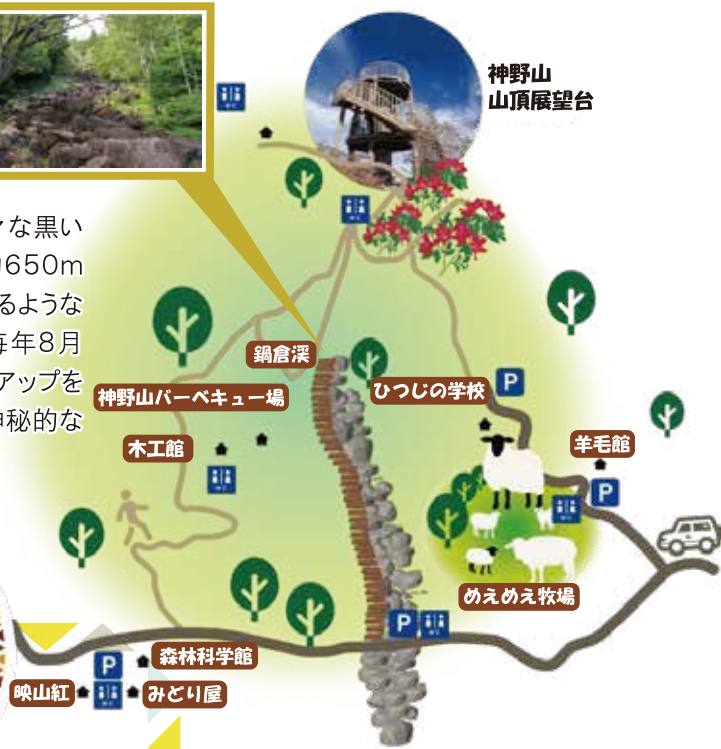 神野山
山頂展望台
々な黒い
650m
るような
毎年8月
アップを
神秘的な
鍋倉渓
神野山バーベキュー場
ひつじの学校
P
木工館
羊毛館
P
めえめえ牧場
P
森林科学館
P
映山紅
みどり屋